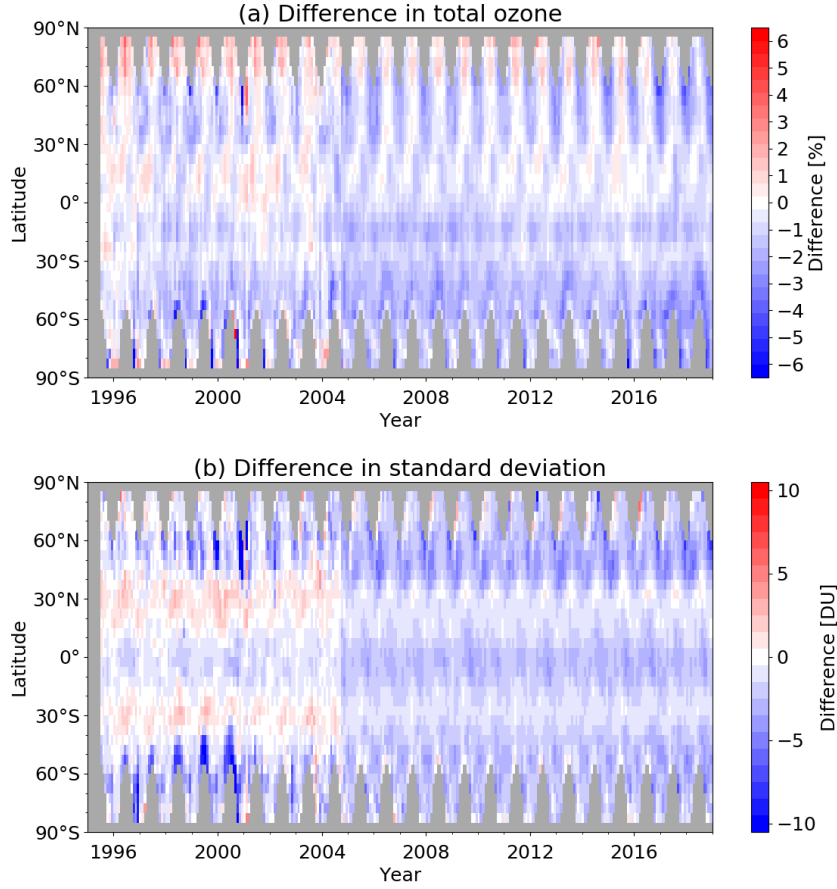 (a) Difference in total ozone
90°N
60°N
30°N
0°
30°S
60°S
90°S
Latitude
1996 2000 2004 2008 2012 2016
Year
6
5
4
3
2
1
0
−1
−2
−3
−4
−5
−6
Difference [%]
(b) Difference in standard deviation
90°N
60°N
30°N
0°
30°S
60°S
90°S
Latitude
1996 2000 2004 2008 2012 2016
Year
10
5
0
−5
−10
Difference [DU]